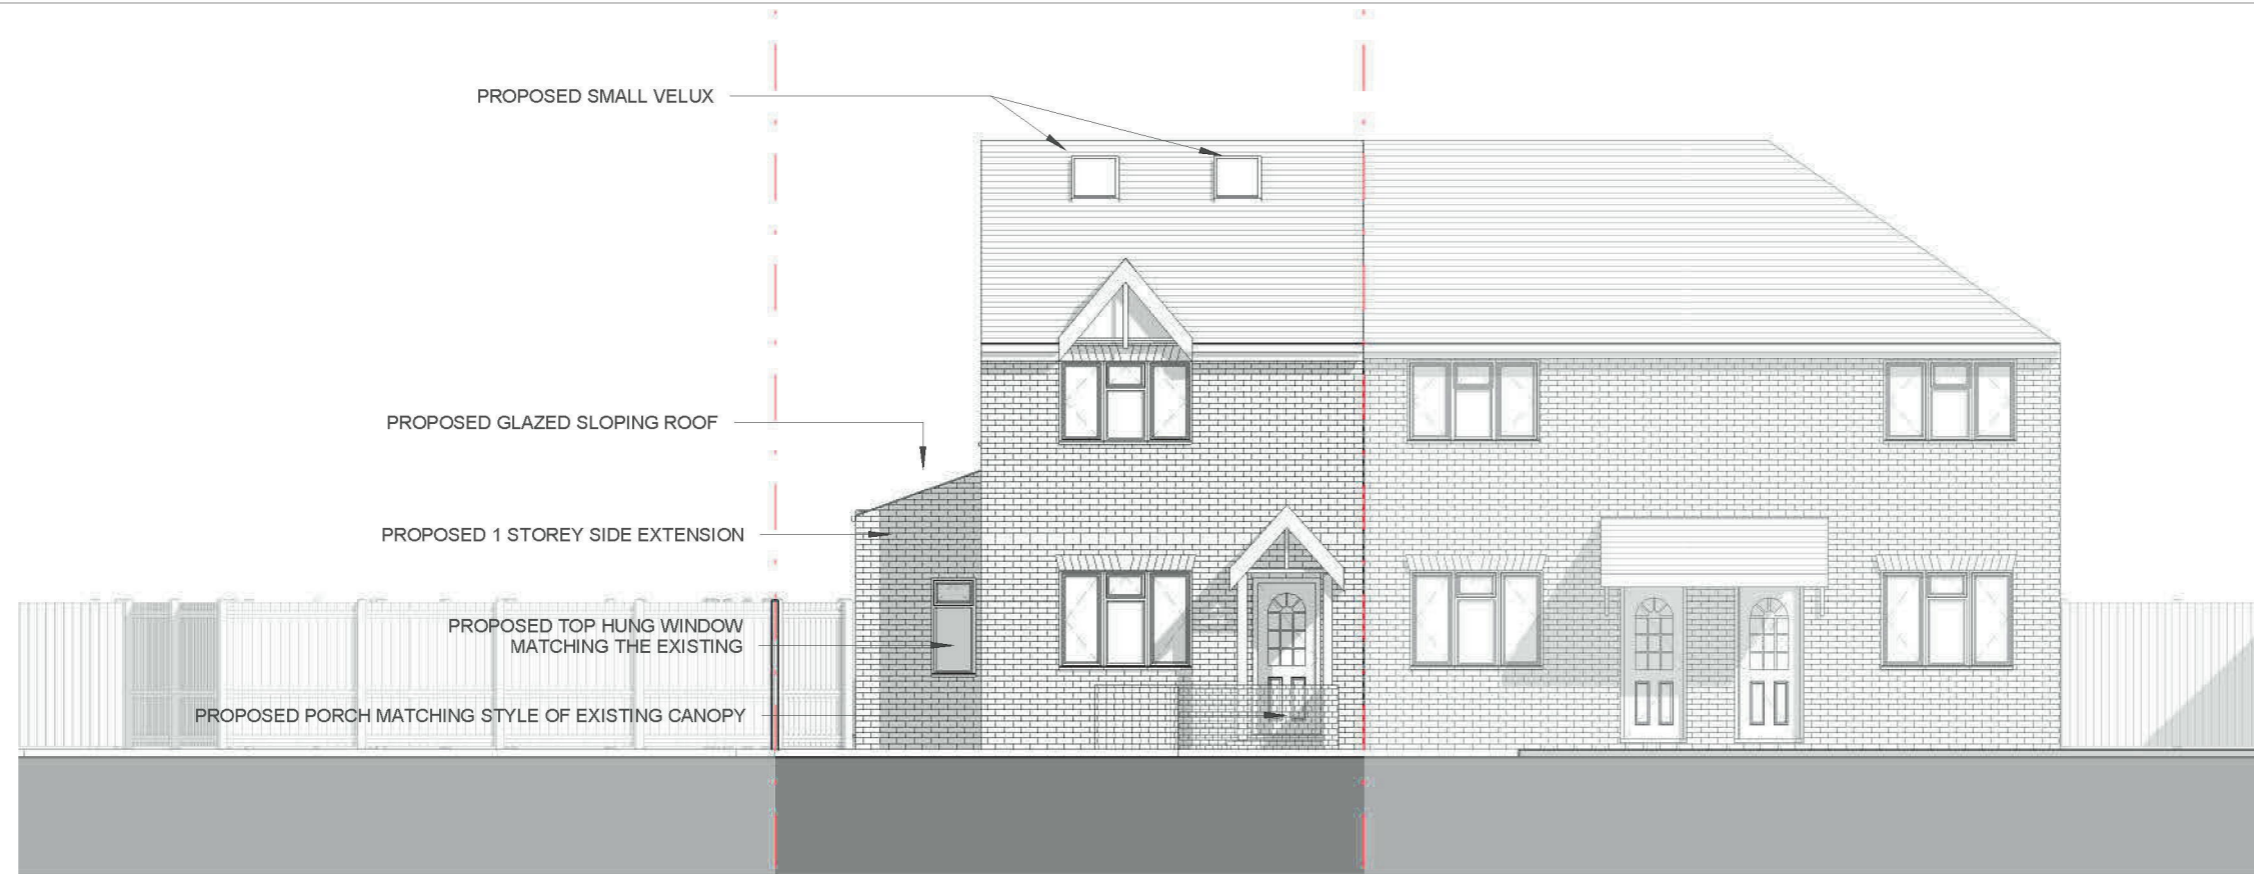 PROPOSED SMALL VELUX
PROPOSED GLAZED SLOPING ROOF
PROPOSED 1 STOREY SIDE EXTENSION
PROPOSED TOP HUNG WINDOW
MATCHING THE EXISTING
PROPOSED PORCH MATCHING STYLE OF EXISTING CANOPY